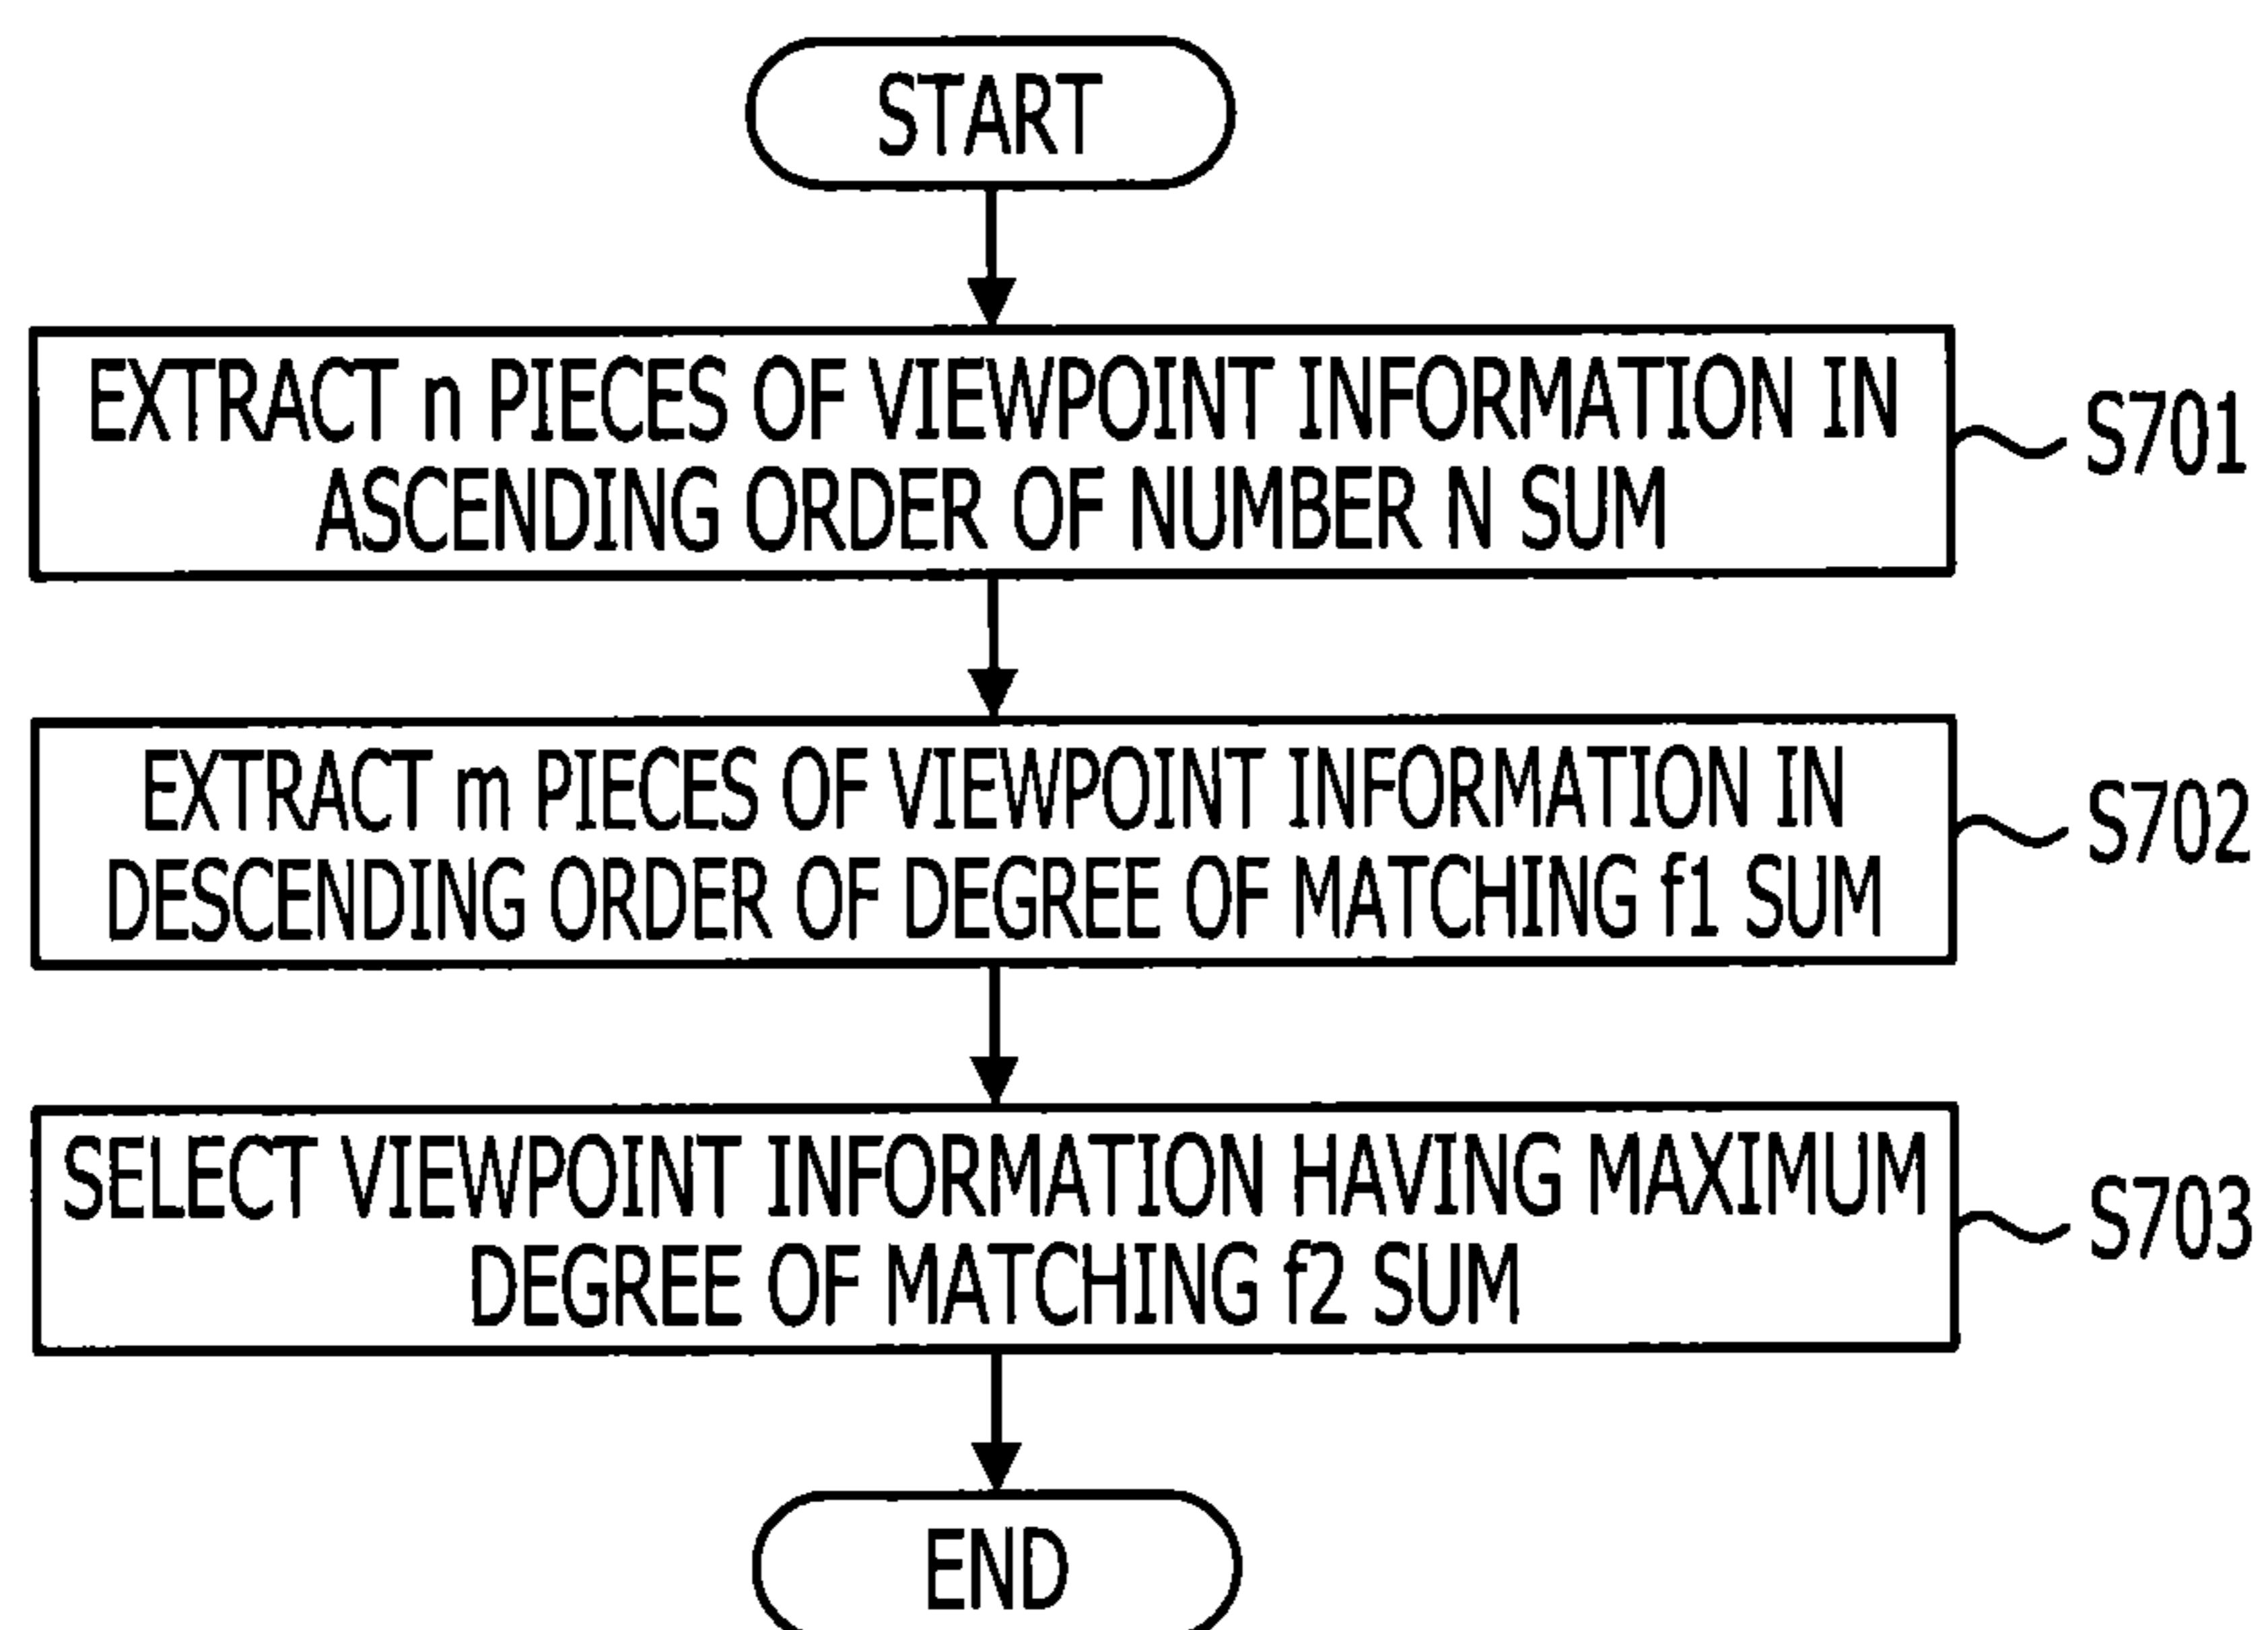 START
EXTRACT n PIECES OF VIEWPOINT INFORMATION IN
ASCENDING ORDER OF NUMBER N SUM
S701
EXTRACT m PIECES OF VIEWPOINT INFORMATION IN
DESCENDING ORDER OF DEGREE OF MATCHING f1 SUM
S702
SELECT VIEWPOINT INFORMATION HAVING MAXIMUM
DEGREE OF MATCHING f2 SUM
S703
END